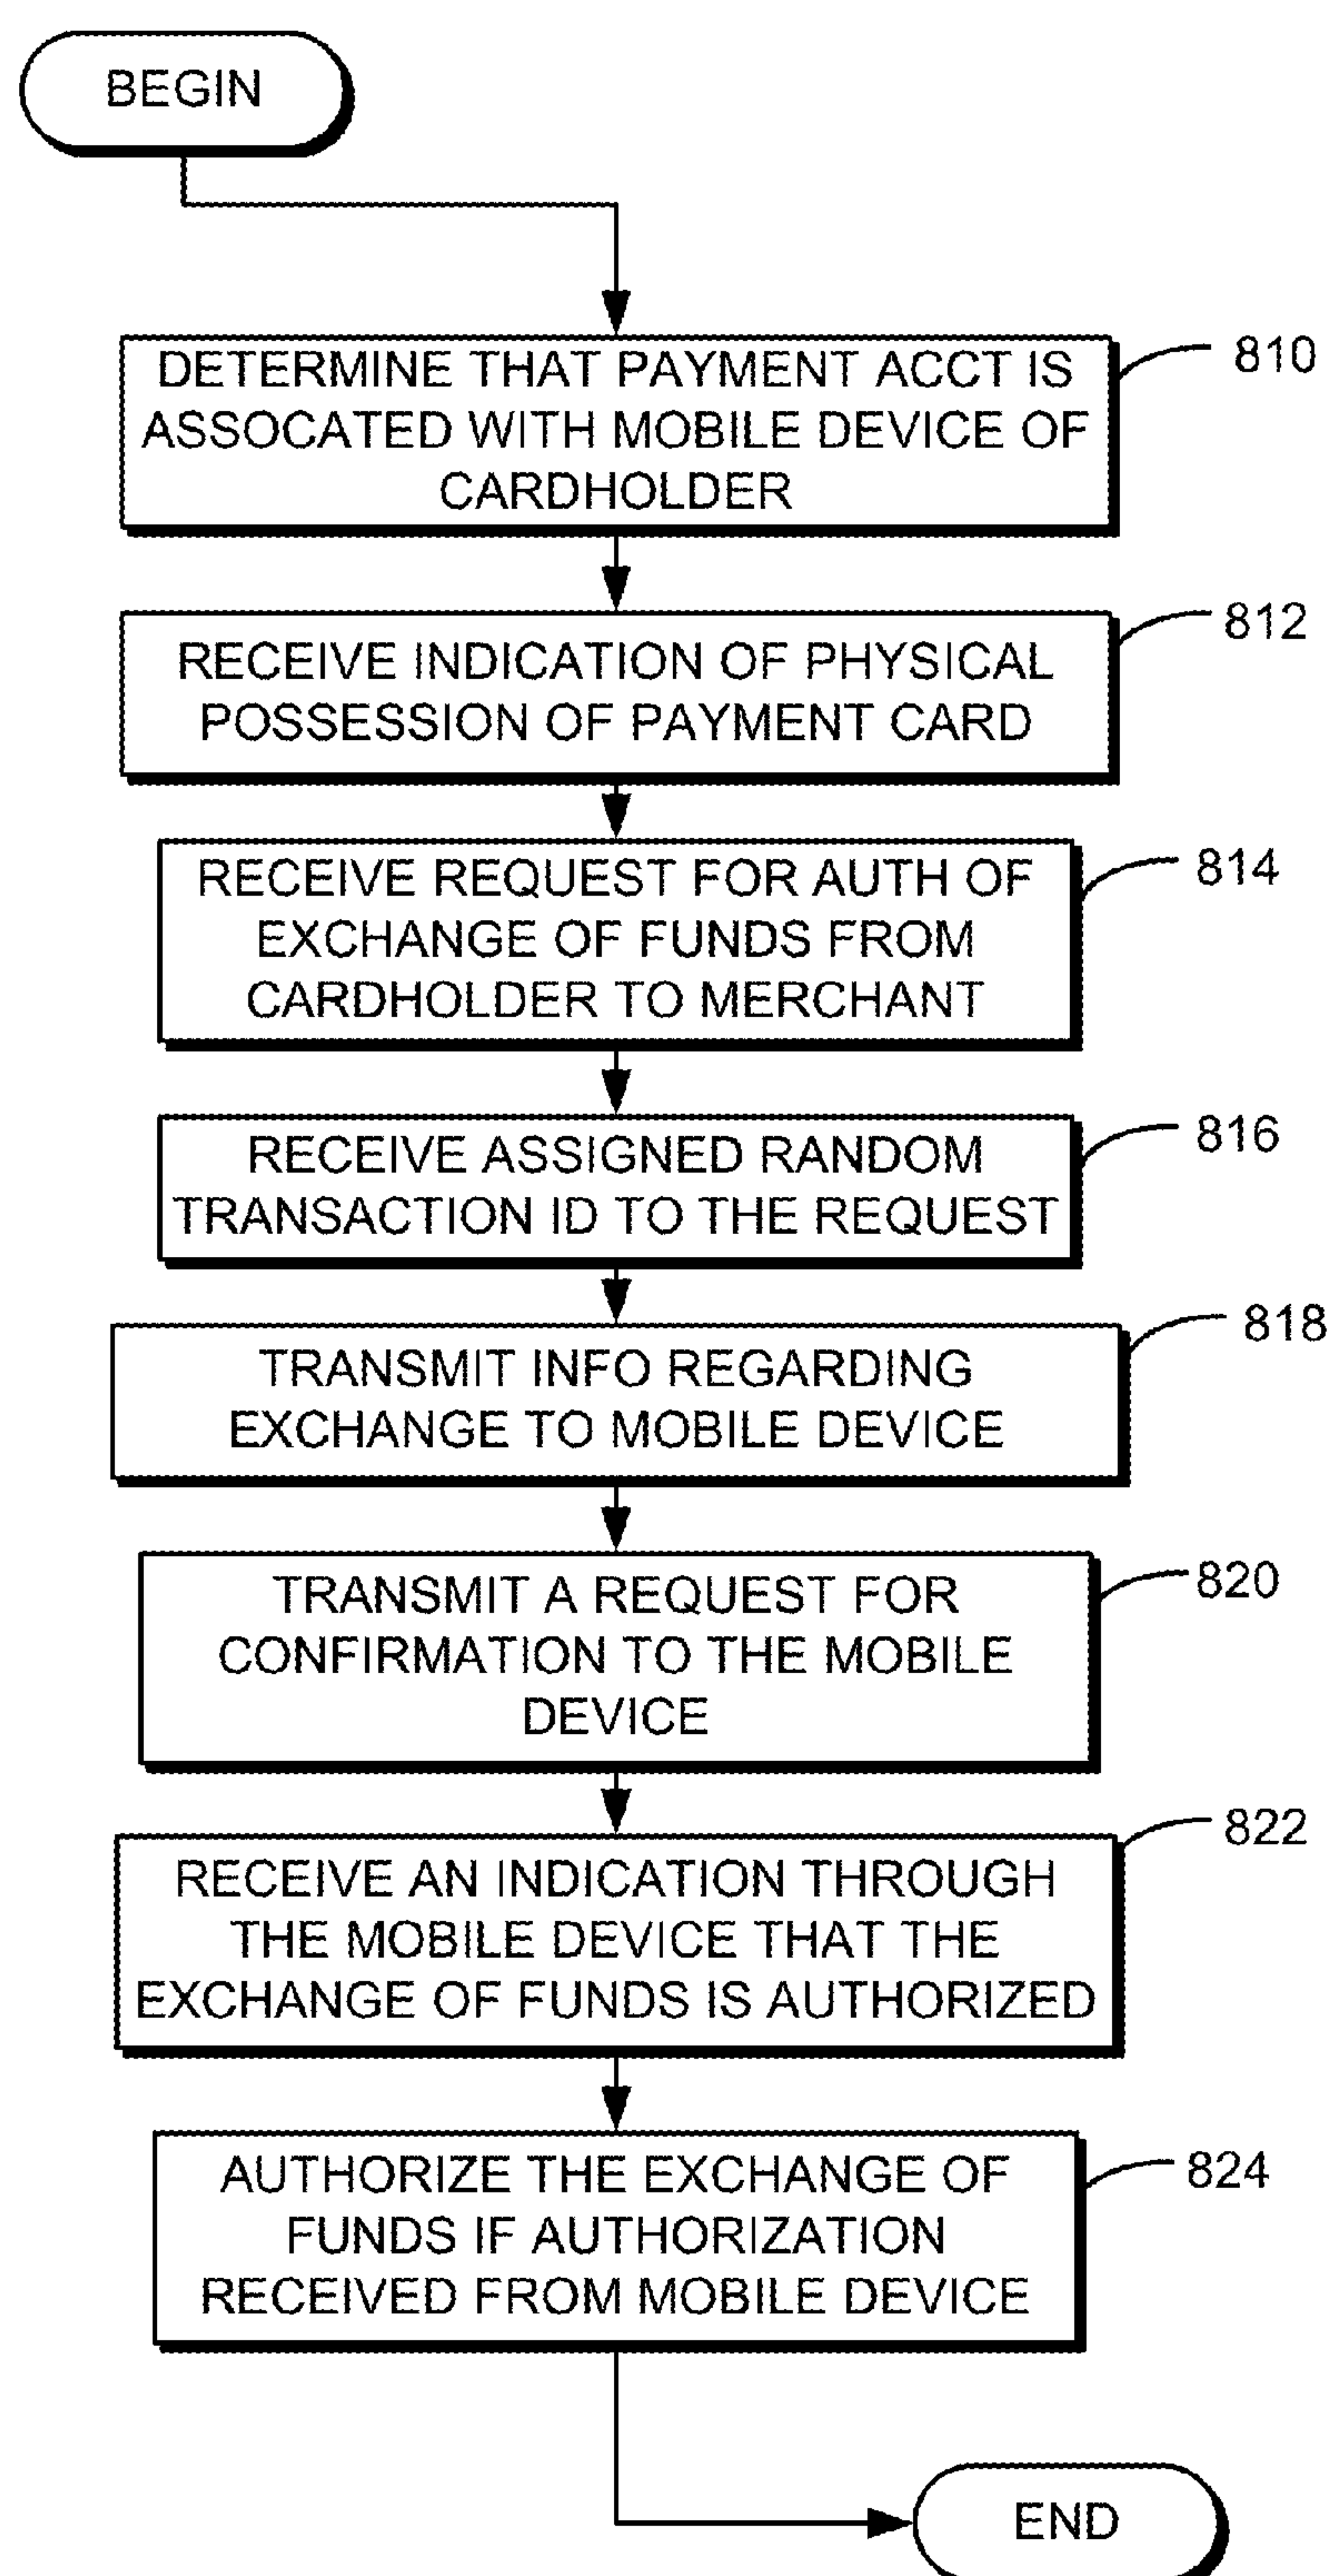 BEGIN
DETERMINE THAT PAYMENT ACCT IS
ASSOCATED WITH MOBILE DEVICE OF
CARDHOLDER
810
RECEIVE INDICATION OF PHYSICAL
POSSESSION OF PAYMENT CARD
812
RECEIVE REQUEST FOR AUTH OF
EXCHANGE OF FUNDS FROM
CARDHOLDER TO MERCHANT
814
RECEIVE ASSIGNED RANDOM
TRANSACTION ID TO THE REQUEST
816
TRANSMIT INFO REGARDING
EXCHANGE TO MOBILE DEVICE
818
TRANSMIT A REQUEST FOR
CONFIRMATION TO THE MOBILE
DEVICE
820
RECEIVE AN INDICATION THROUGH
THE MOBILE DEVICE THAT THE
EXCHANGE OF FUNDS IS AUTHORIZED
822
AUTHORIZE THE EXCHANGE OF
FUNDS IF AUTHORIZATION
RECEIVED FROM MOBILE DEVICE
824
END